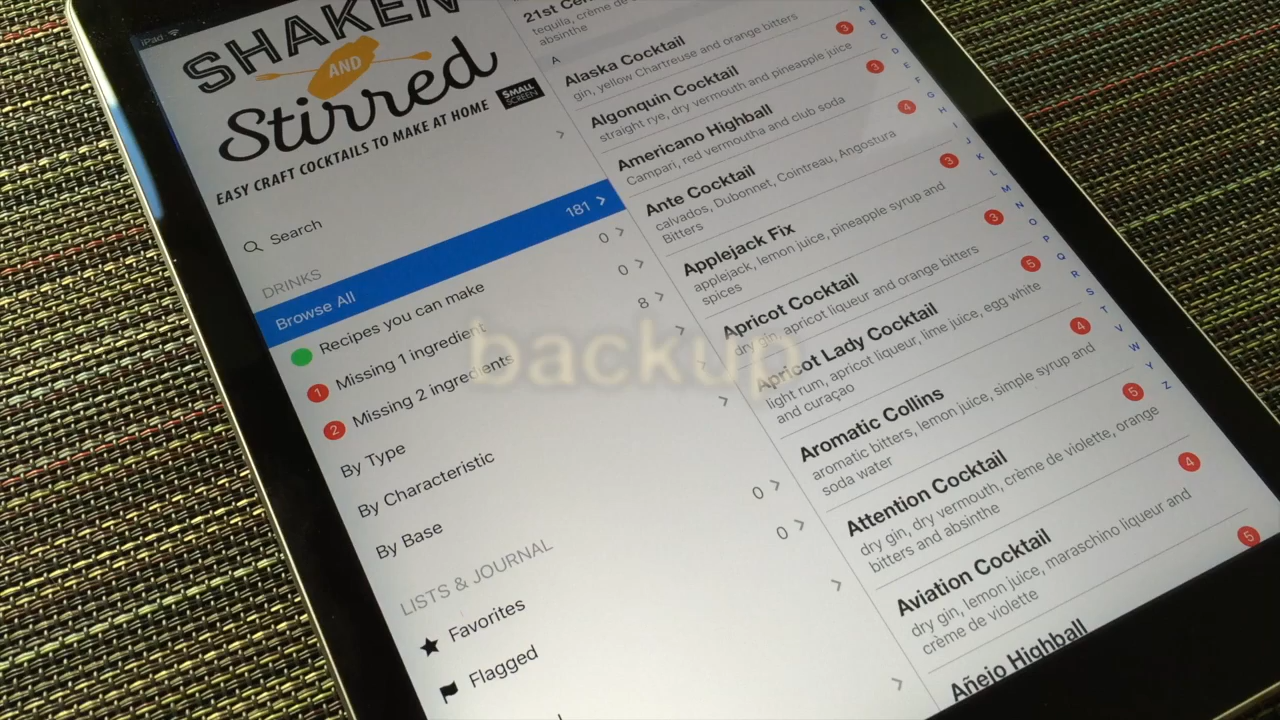 iPad
SHAKEN
AND
Stirred
SMALL
SCREEN
EASY CRAFT COCKTAILS TO MAKE AT HOME
Search
DRINKS
Browse All 181
Recipes you can make 0
1 Missing 1 ingredient 0
2 Missing 2 ingredients 8
By Type
By Characteristic
By Base
LISTS & JOURNAL
Favorites 0
Flagged 0
backup
21st
tequila, crème de
absinthe
A
Alaska Cocktail
gin, yellow Chartreuse and orange bitters
3
Algonquin Cocktail
straight rye, dry vermouth and pineapple juice
3
Americano Highball
Campari, red vermoutha and club soda
4
Ante Cocktail
calvados, Dubonnet, Cointreau, Angostura
Bitters
3
Applejack Fix
applejack, lemon juice, pineapple syrup and
spices
3
Apricot Cocktail
dry gin, apricot liqueur and orange bitters
5
Apricot Lady Cocktail
light rum, apricot liqueur, lime juice, egg white
and curaçao
4
Aromatic Collins
aromatic bitters, lemon juice, simple syrup and
soda water
5
Attention Cocktail
dry gin, dry vermouth, crème de violette, orange
bitters and absinthe
4
Aviation Cocktail
dry gin, lemon juice, maraschino liqueur and
crème de violette
5
Añejo Highball
A
B
C
D
E
F
G
H
I
J
K
L
M
N
O
P
Q
R
S
T
V
W
Y
Z